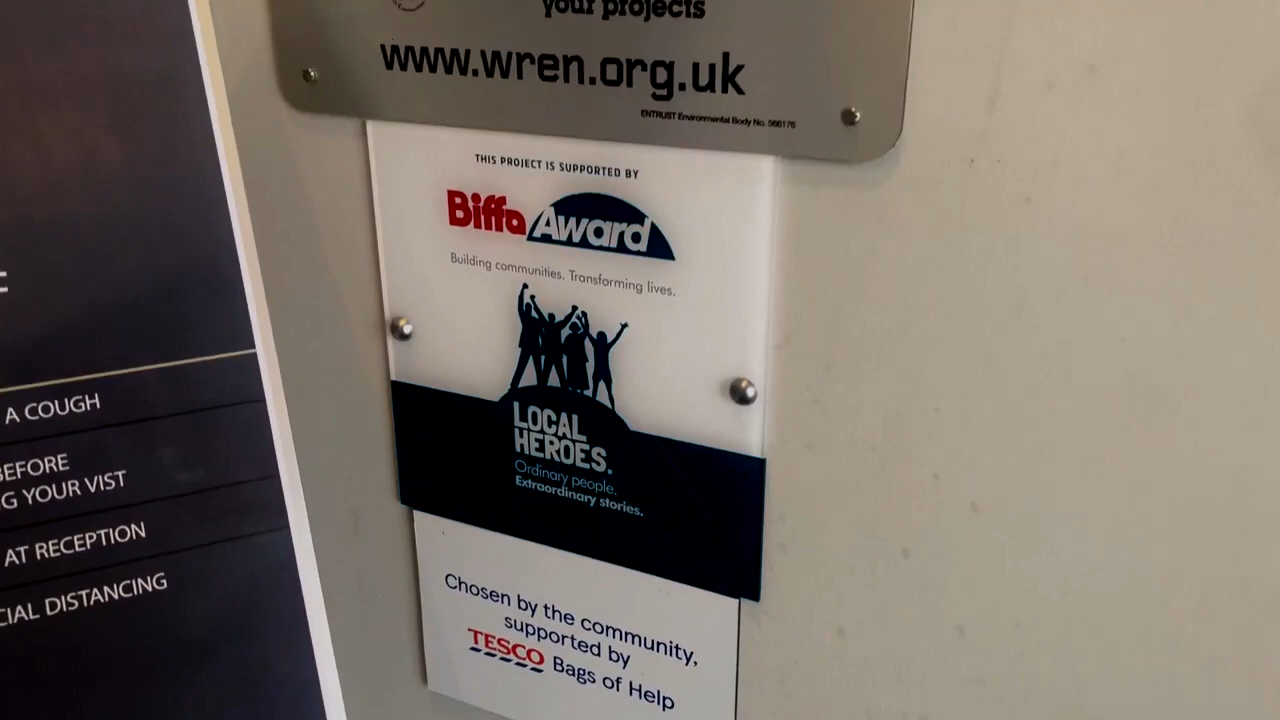 your projects
www.wren.org.uk
ENTRUST Environmental Body No. 566176
THIS PROJECT IS SUPPORTED BY
Biffa Award
Building communities. Transforming lives.
LOCAL
HEROES.
Ordinary people.
Extraordinary stories.
Chosen by the community,
supported by
TESCO Bags of Help
A COUGH
BEFORE
G YOUR VIST
AT RECEPTION
CIAL DISTANCING